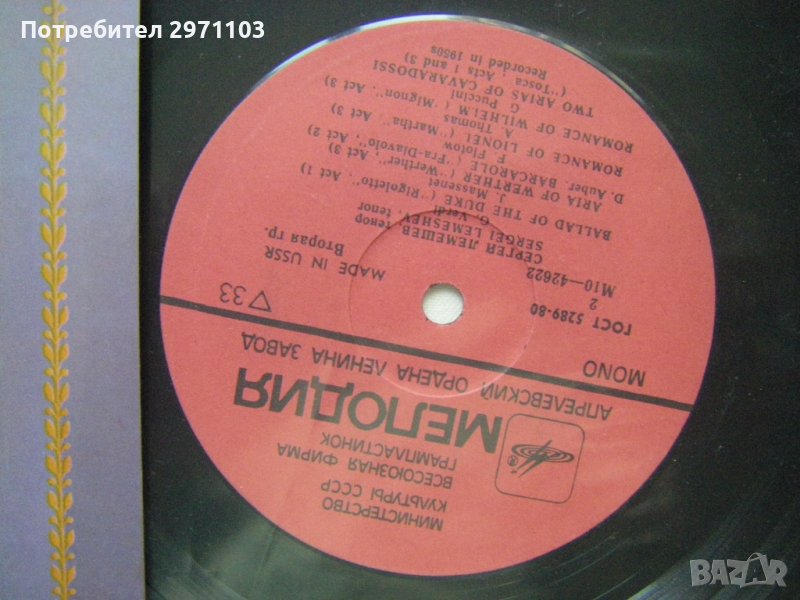 Потребител 2971103
МИНИСТЕРСТВО
КУЛЬТУРЫ СССР
ВСЕСОЮЗНАЯ ФИРМА
ГРАМПЛАСТИНОК
МЕЛОДИЯ
АПРЕЛЕВСКИЙ ОРДЕНА ЛЕНИНА ЗАВОД
MONO
ГОСТ 5289-80
▽33
2
М10—42622
MADE IN USSR
Вторая гр.
СЕРГЕЙ ЛЕМЕШЕВ, тенор
SERGEI LEMESHEV, tenor
G. Verdi
BALLAD OF THE DUKE ( "Rigoletto", Act 1)
J. Massenet
ARIA OF WERTHER ( "Werther", Act 3)
D. Auber. BARCAROLE ( "Fra-Diavolo", Act 2)
F. Flotow
ROMANCE OF LIONEL ( "Martha", Act 3)
A. Thomas
ROMANCE OF WILHELM ( "Mignon", Act 3)
G. Puccini
TWO ARIAS OF CAVARADOSSI
("Tosca", Acts 1 and 3)
Recorded in 1950s
BAZAR